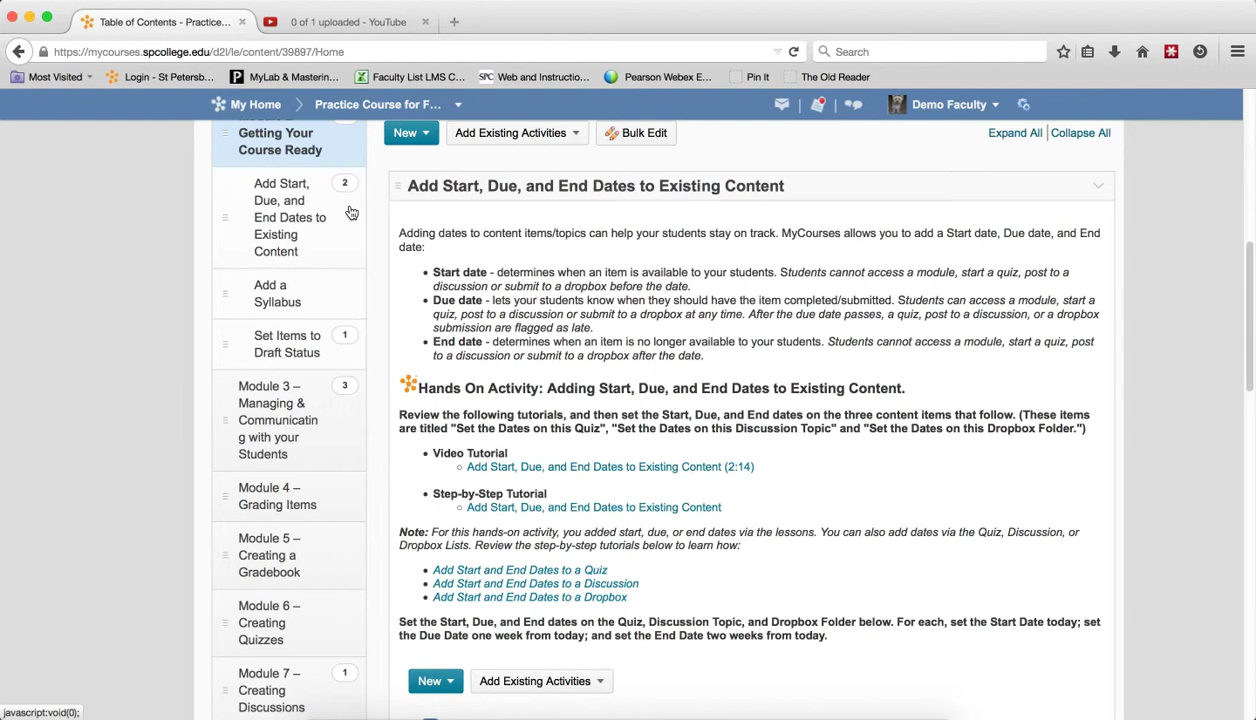 Table of Contents - Practice...
0 of 1 uploaded - YouTube
https://mycourses.spcollege.edu/d2l/le/content/39897/Home
Search
Most Visited
Login - St Petersb...
MyLab & Mastering...
Faculty List LMS C...
SPC
Web and Instructio...
Pearson Webex E...
Pin It
The Old Reader
My Home
Practice Course for F...
Demo Faculty
Getting Your
Course Ready
Add Start,
Due, and
End Dates to
Existing
Content
2
Add a
Syllabus
Set Items to
Draft Status
1
Module 3 –
Managing &
Communicatin
g with your
Students
3
Module 4 –
Grading Items
Module 5 –
Creating a
Gradebook
Module 6 –
Creating
Quizzes
Module 7 –
Creating
Discussions
1
New
Add Existing Activities
Bulk Edit
Expand All
Collapse All
Add Start, Due, and End Dates to Existing Content
Adding dates to content items/topics can help your students stay on track. MyCourses allows you to add a Start date, Due date, and End
date:
• Start date - determines when an item is available to your students. Students cannot access a module, start a quiz, post to a
discussion or submit to a dropbox before the date.
• Due date - lets your students know when they should have the item completed/submitted. Students can access a module, start a
quiz, post to a discussion or submit to a dropbox at any time. After the due date passes, a quiz, post to a discussion, or a dropbox
submission are flagged as late.
• End date - determines when an item is no longer available to your students. Students cannot access a module, start a quiz, post
to a discussion or submit to a dropbox after the date.
Hands On Activity: Adding Start, Due, and End Dates to Existing Content.
Review the following tutorials, and then set the Start, Due, and End dates on the three content items that follow. (These items
are titled "Set the Dates on this Quiz", "Set the Dates on this Discussion Topic" and "Set the Dates on this Dropbox Folder.")
• Video Tutorial
○ Add Start, Due, and End Dates to Existing Content (2:14)
• Step-by-Step Tutorial
○ Add Start, Due, and End Dates to Existing Content
Note: For this hands-on activity, you added start, due, or end dates via the lessons. You can also add dates via the Quiz, Discussion, or
Dropbox Lists. Review the step-by-step tutorials below to learn how:
• Add Start and End Dates to a Quiz
• Add Start and End Dates to a Discussion
• Add Start and End Dates to a Dropbox
Set the Start, Due, and End dates on the Quiz, Discussion Topic, and Dropbox Folder below. For each, set the Start Date today; set
the Due Date one week from today; and set the End Date two weeks from today.
New
Add Existing Activities
javascript:void(0);